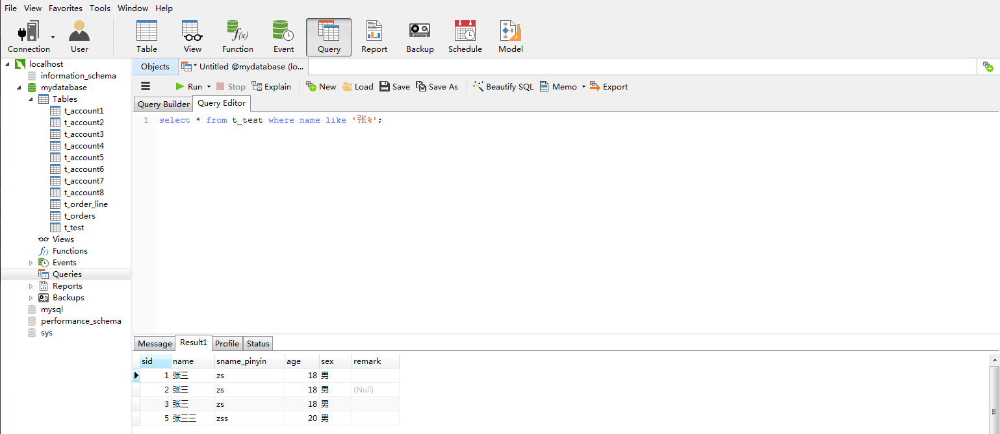 File View Favorites Tools Window Help
Connection User Table View Function Event Query Report Backup Schedule Model
localhost
information_schema
mydatabase
Tables
t_account1
t_account2
t_account3
t_account4
t_account5
t_account6
t_account7
t_account8
t_order_line
t_orders
t_test
Views
Functions
Events
Queries
Reports
Backups
mysql
performance_schema
sys
Objects * Untitled @mydatabase (lo...
Run Stop Explain New Load Save Save As Beautify SQL Memo Export
Query Builder Query Editor
1 select * from t_test where name like '张%';
Message Result1 Profile Status
sid name sname_pinyin age sex remark
1 张三 zs 18 男
2 张三 zs 18 男 (Null)
3 张三 zs 18 男
5 张三三 zss 20 男